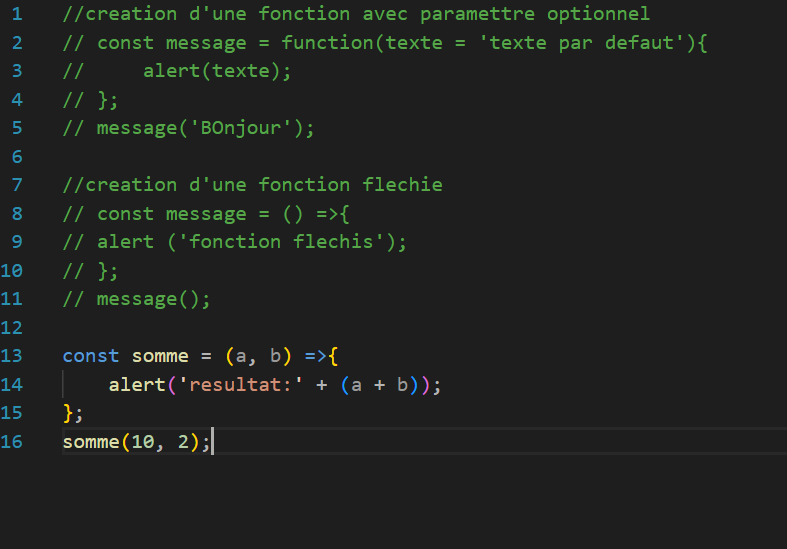 1 //creation d'une fonction avec paramettre optionnel
2 // const message = function(texte = 'texte par defaut'){
3 //     alert(texte);
4 // };
5 // message('BOnjour');
6
7 //creation d'une fonction flechie
8 // const message = () =>{
9 // alert ('fonction flechis');
10 // };
11 // message();
12
13 const somme = (a, b) =>{
14     alert('resultat:' + (a + b));
15 };
16 somme(10, 2);